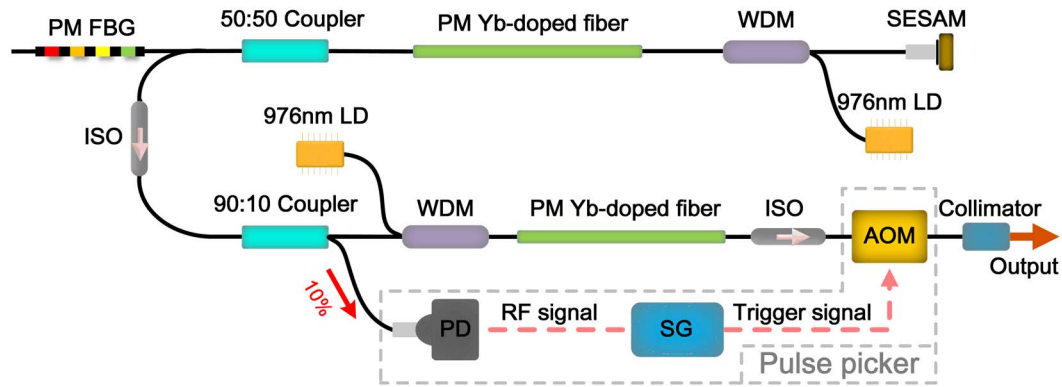 PM FBG
50:50 Coupler
PM Yb-doped fiber
WDM
SESAM
976nm LD
ISO
976nm LD
90:10 Coupler
WDM
PM Yb-doped fiber
ISO
AOM
Collimator
Output
10%
PD
RF signal
SG
Trigger signal
Pulse picker